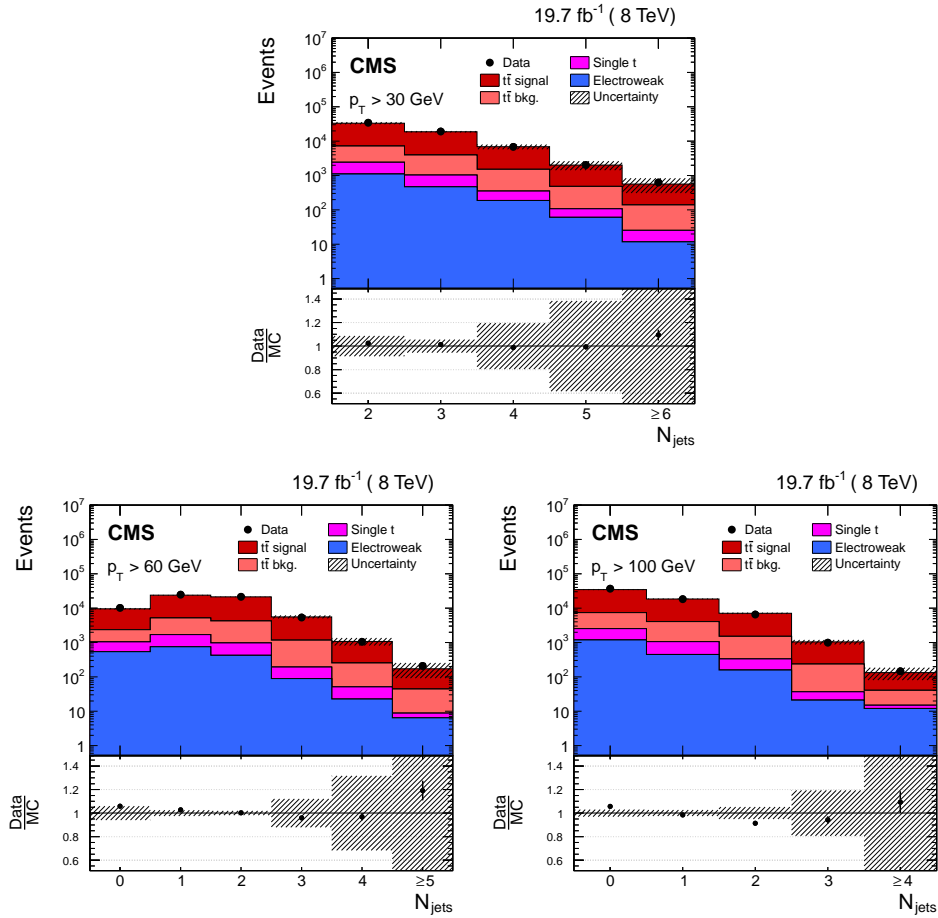 19.7 fb⁻¹ ( 8 TeV)
Events
10⁷
10⁶
10⁵
10⁴
10³
10²
10
1
CMS
p_T > 30 GeV
Data
tt̄ signal
tt̄ bkg.
Single t
Electroweak
Uncertainty
Data
MC
1.4
1.2
1
0.8
0.6
2 3 4 5 ≥6
N_jets
19.7 fb⁻¹ ( 8 TeV)
Events
10⁷
10⁶
10⁵
10⁴
10³
10²
10
1
CMS
p_T > 60 GeV
Data
tt̄ signal
tt̄ bkg.
Single t
Electroweak
Uncertainty
Data
MC
1.4
1.2
1
0.8
0.6
0 1 2 3 4 ≥5
N_jets
19.7 fb⁻¹ ( 8 TeV)
Events
10⁷
10⁶
10⁵
10⁴
10³
10²
10
1
CMS
p_T > 100 GeV
Data
tt̄ signal
tt̄ bkg.
Single t
Electroweak
Uncertainty
Data
MC
1.4
1.2
1
0.8
0.6
0 1 2 3 ≥4
N_jets